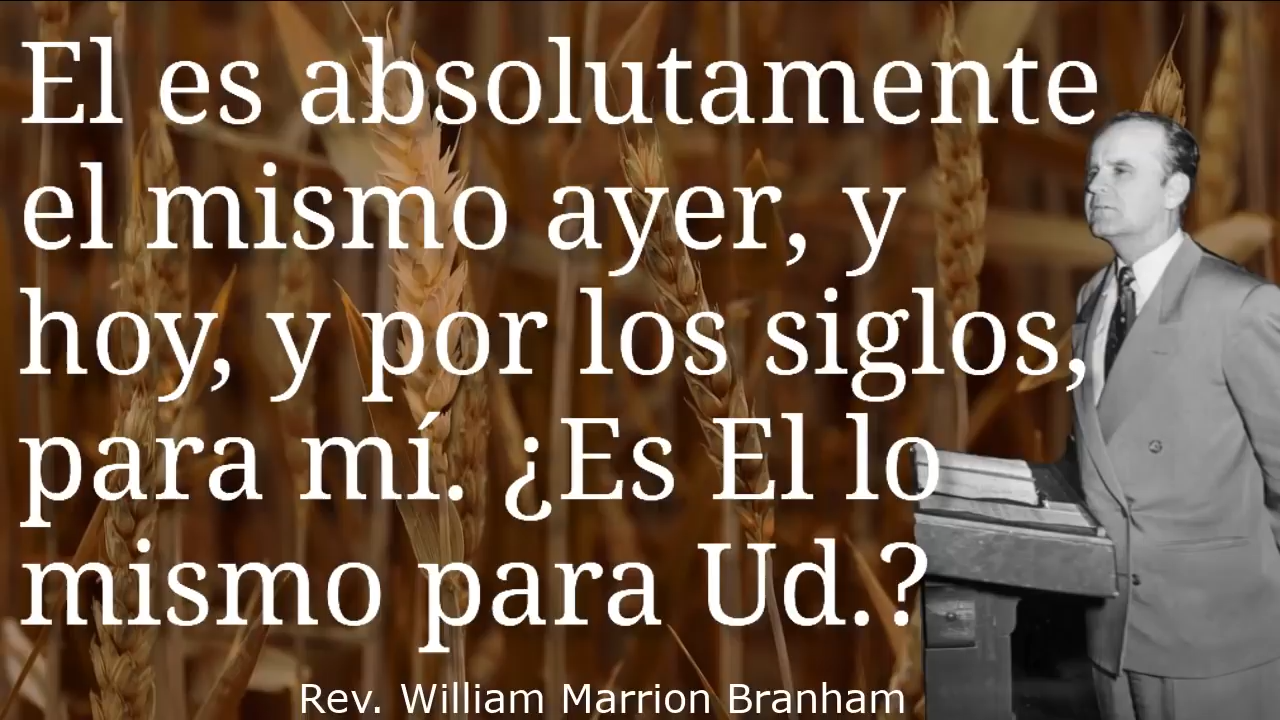 El es absolutamente
el mismo ayer, y
hoy, y por los siglos,
para mí. ¿Es El lo
mismo para Ud.?
Rev. William Marrion Branham